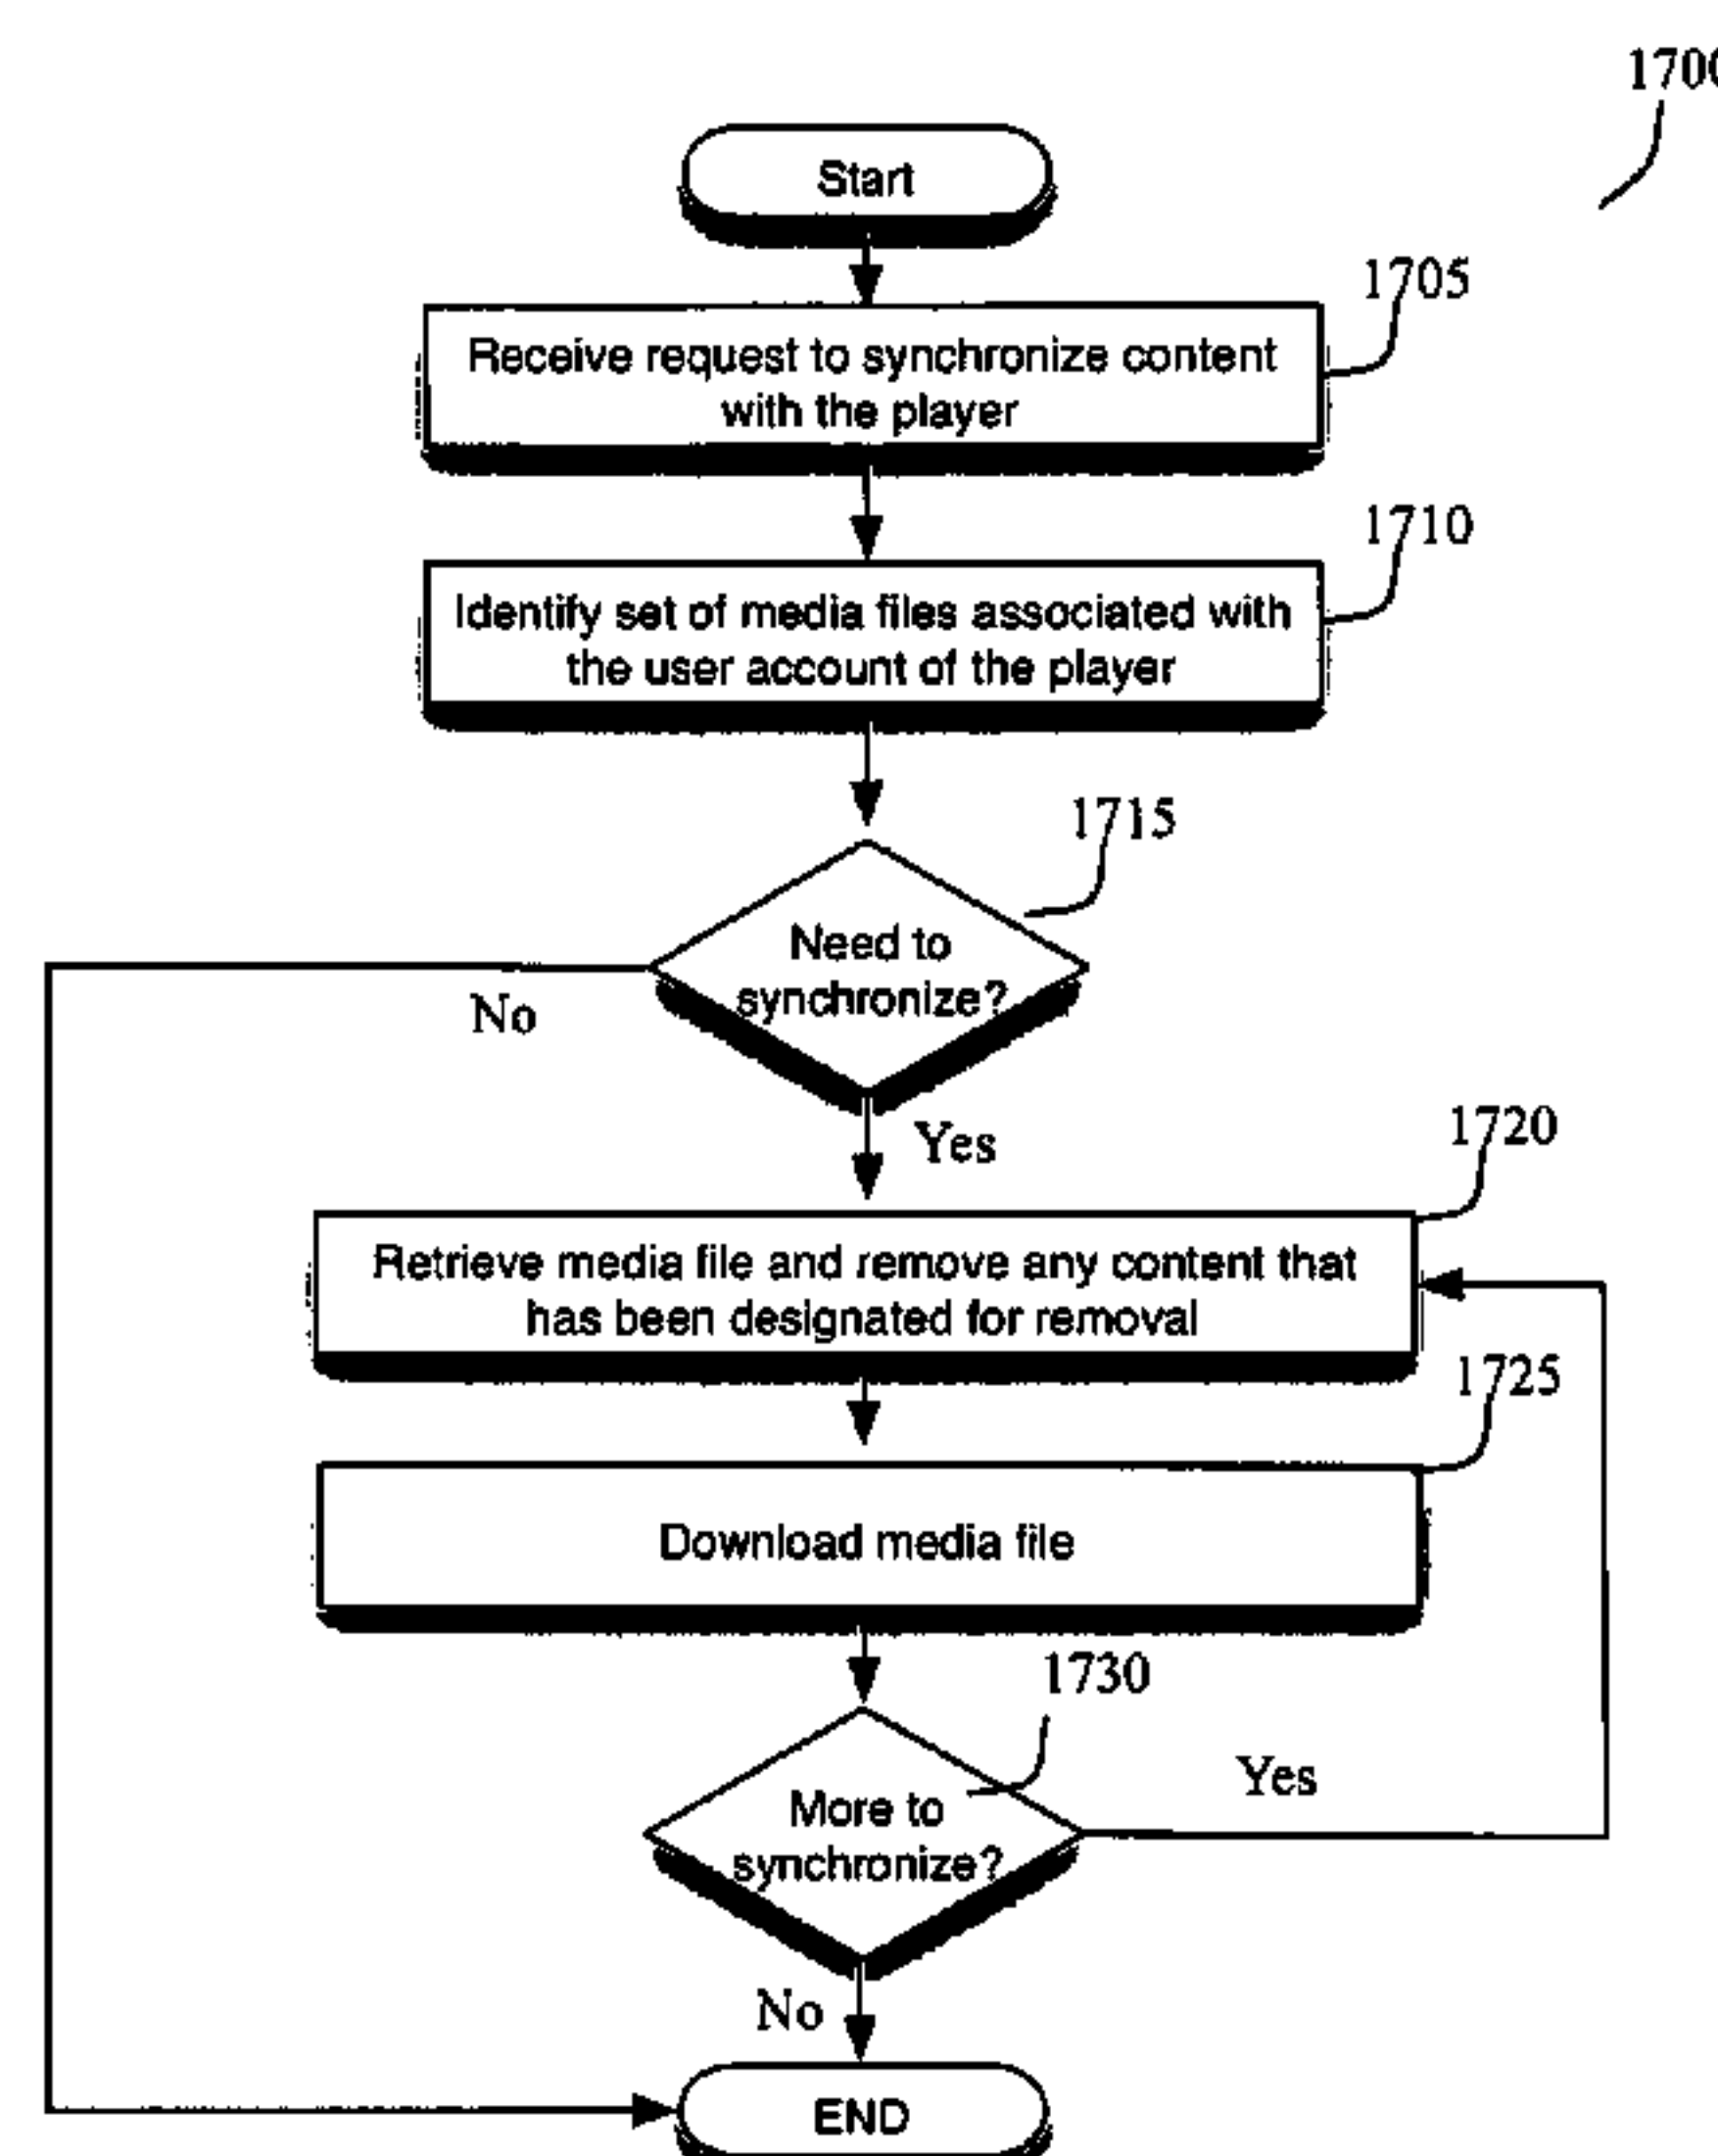 1700
Start
1705
Receive request to synchronize content
with the player
1710
Identify set of media files associated with
the user account of the player
1715
Need to
synchronize?
No
Yes
1720
Retrieve media file and remove any content that
has been designated for removal
1725
Download media file
1730
More to
synchronize?
Yes
No
END